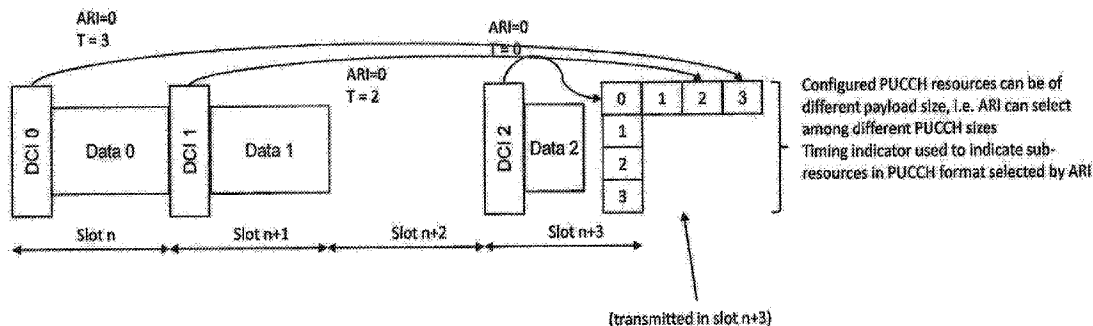 ARI=0
T = 3
ARI=0
T = 0
ARI=0
T = 2
DCI 0
Data 0
DCI 1
Data 1
DCI 2
Data 2
0 1 2 3
1
2
3
Configured PUCCH resources can be of
different payload size, i.e. ARI can select
among different PUCCH sizes
Timing indicator used to indicate sub-
resources in PUCCH format selected by ARI
Slot n
Slot n+1
Slot n+2
Slot n+3
(transmitted in slot n+3)